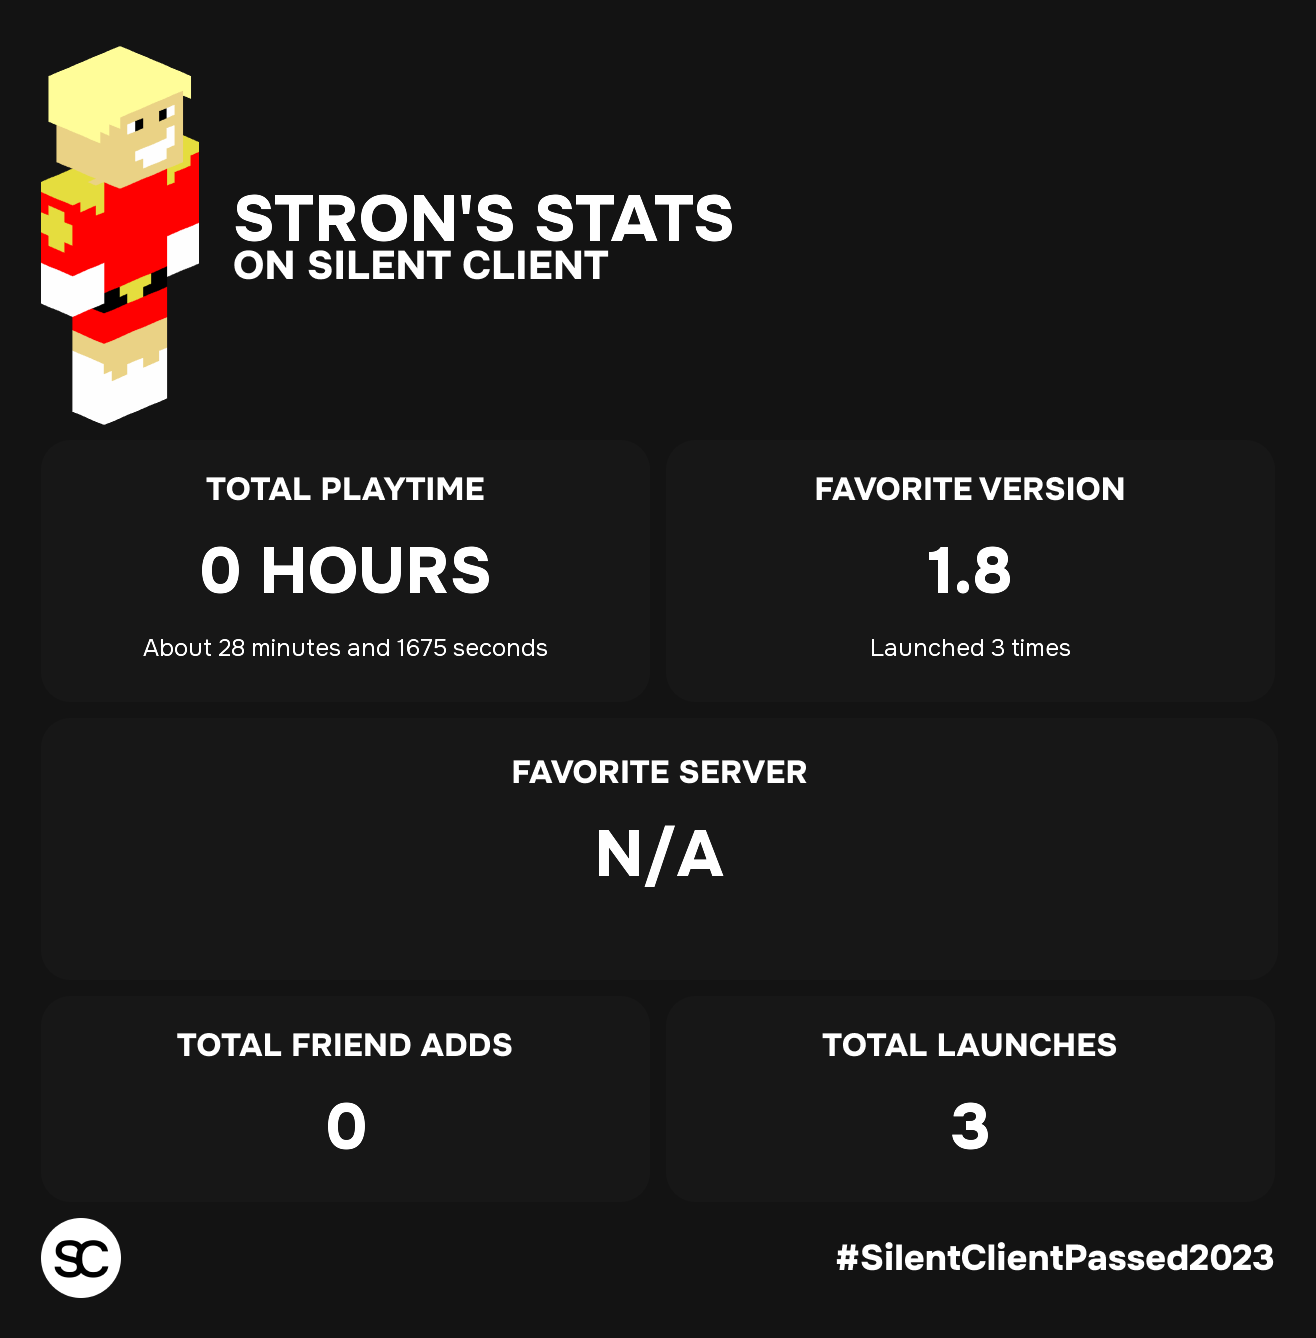 STRON'S STATS
ON SILENT CLIENT
TOTAL PLAYTIME
0 HOURS
About 28 minutes and 1675 seconds
FAVORITE VERSION
1.8
Launched 3 times
FAVORITE SERVER
N/A
TOTAL FRIEND ADDS
0
TOTAL LAUNCHES
3
SC
#SilentClientPassed2023